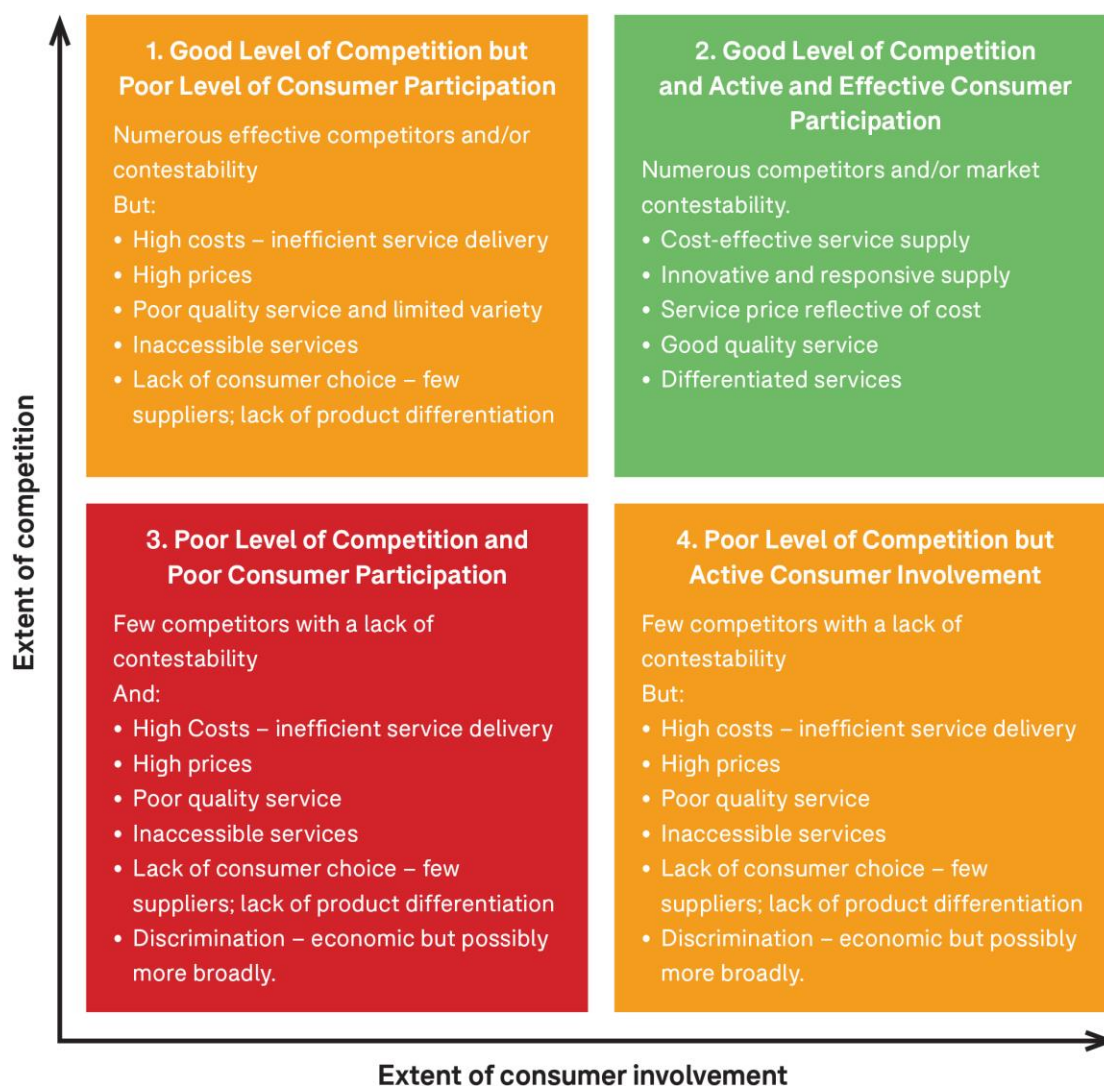 1. Good Level of Competition but
Poor Level of Consumer Participation
Numerous effective competitors and/or
contestability
But:
• High costs – inefficient service delivery
• High prices
• Poor quality service and limited variety
• Inaccessible services
• Lack of consumer choice – few
suppliers; lack of product differentiation
2. Good Level of Competition
and Active and Effective Consumer
Participation
Numerous competitors and/or market
contestability.
• Cost-effective service supply
• Innovative and responsive supply
• Service price reflective of cost
• Good quality service
• Differentiated services
Extent of competition
3. Poor Level of Competition and
Poor Consumer Participation
Few competitors with a lack of
contestability
And:
• High Costs – inefficient service delivery
• High prices
• Poor quality service
• Inaccessible services
• Lack of consumer choice – few
suppliers; lack of product differentiation
• Discrimination – economic but possibly
more broadly.
4. Poor Level of Competition but
Active Consumer Involvement
Few competitors with a lack of
contestability
But:
• High costs – inefficient service delivery
• High prices
• Poor quality service
• Inaccessible services
• Lack of consumer choice – few
suppliers; lack of product differentiation
• Discrimination – economic but possibly
more broadly.
Extent of consumer involvement